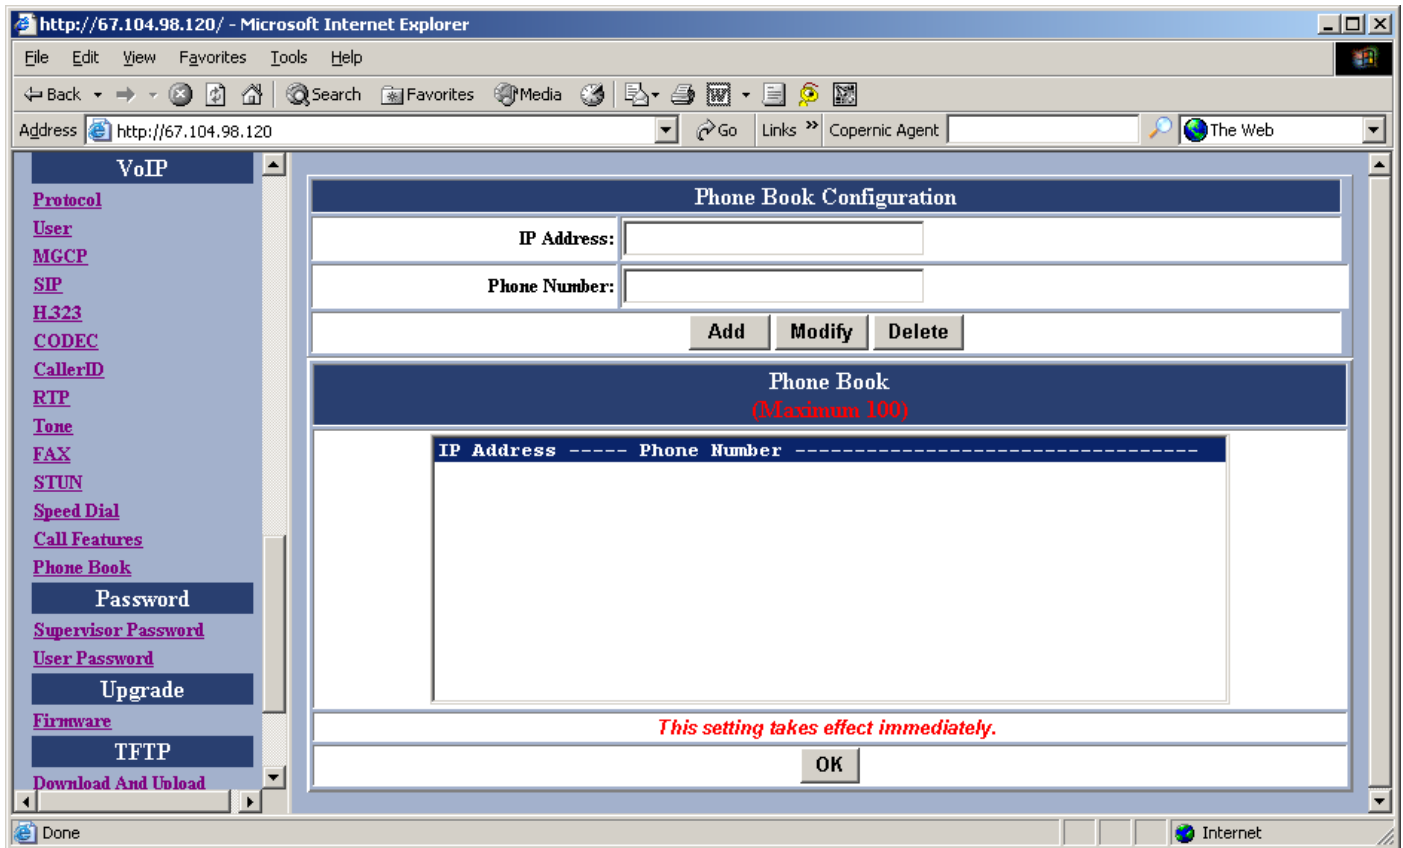 http://67.104.98.120/ - Microsoft Internet Explorer
File Edit View Favorites Tools Help
Back Search Favorites Media
Address http://67.104.98.120 Go Links » Copernic Agent The Web
VoIP
Protocol
User
MGCP
SIP
H.323
CODEC
CallerID
RTP
Tone
FAX
STUN
Speed Dial
Call Features
Phone Book
Password
Supervisor Password
User Password
Upgrade
Firmware
TFTP
Download And Upload
Phone Book Configuration
IP Address:
Phone Number:
Add Modify Delete
Phone Book
(Maximum 100)
IP Address ----- Phone Number ----------------------------------
This setting takes effect immediately.
OK
Done Internet